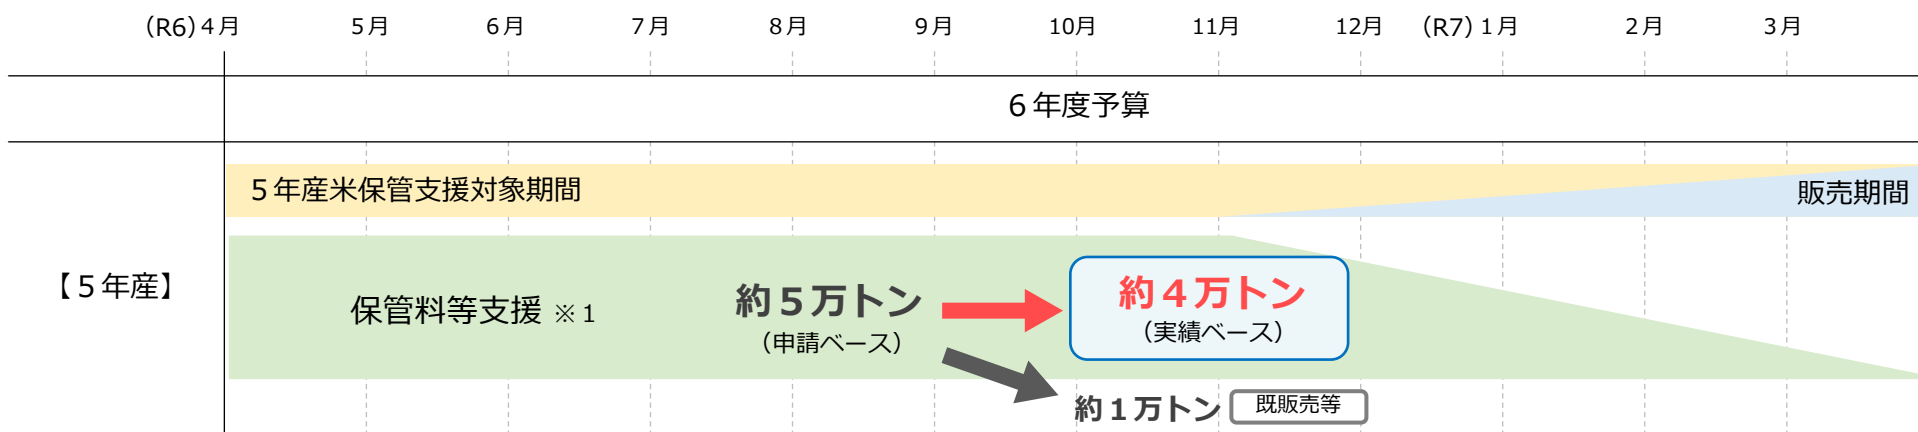 （R6）４月 5月 6月 7月 8月 9月 10月 11月 12月 （R7）１月 ２月 ３月
６年度予算
５年産米保管支援対象期間
販売期間
【５年産】
保管料等支援 ※１
約５万トン
（申請ベース）
約４万トン
（実績ベース）
約１万トン 既販売等